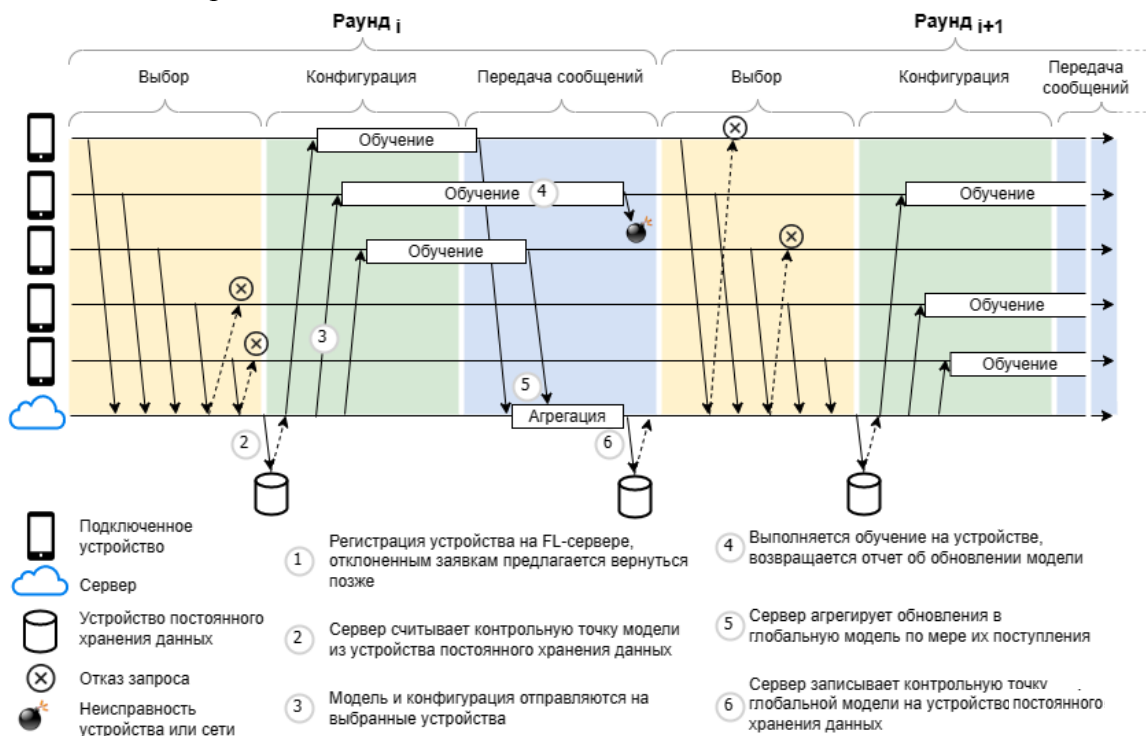 Раунд i
Раунд i+1
Выбор
Конфигурация
Передача сообщений
Выбор
Конфигурация
Передача
сообщений
Обучение
Обучение
4
Обучение
Обучение
Обучение
3
Обучение
5
Агрегация
2
6
Подключенное
устройство
Сервер
Устройство постоянного
хранения данных
Отказ запроса
Неисправность
устройства или сети
1
Регистрация устройства на FL-сервере,
отклоненным заявкам предлагается вернуться
позже
2
Сервер считывает контрольную точку модели
из устройства постоянного хранения данных
3
Модель и конфигурация отправляются на
выбранные устройства
4
Выполняется обучение на устройстве,
возвращается отчет об обновлении модели
5
Сервер агрегирует обновления в
глобальную модель по мере их поступления
6
Сервер записывает контрольную точку
глобальной модели на устройство постоянного
хранения данных